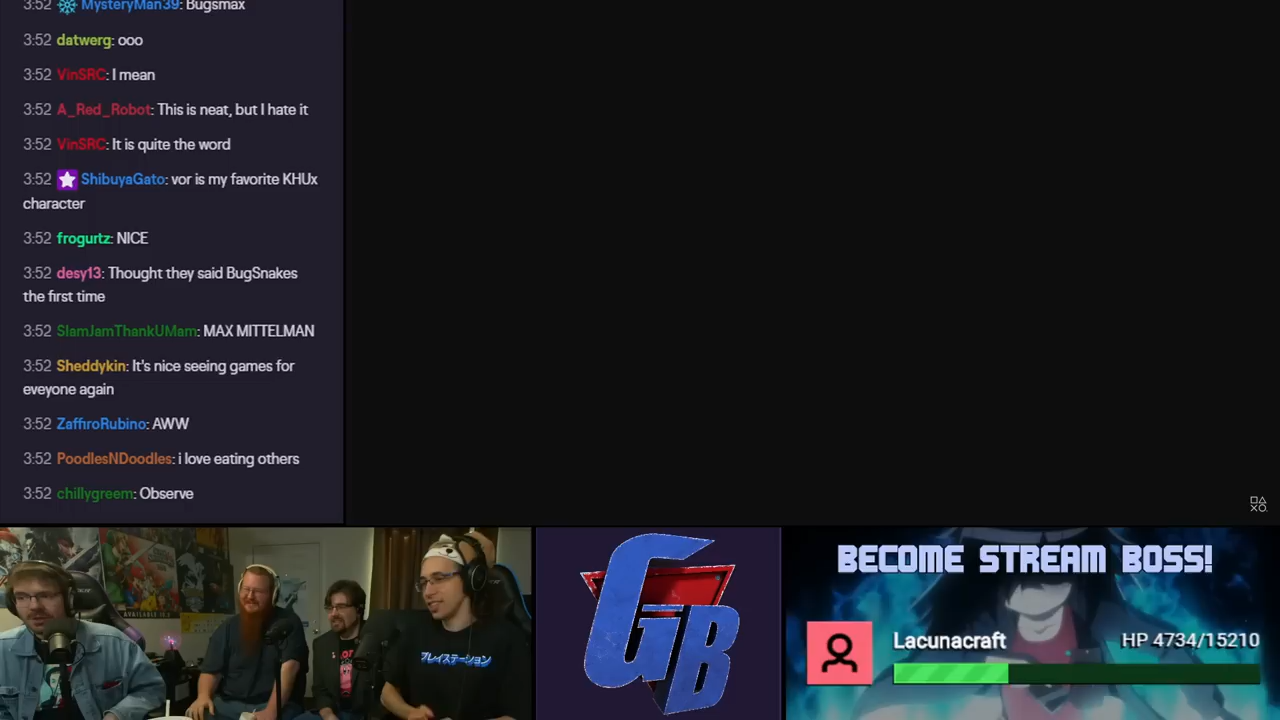 3:52 MysteryMan39: Bugsmax
3:52 datwerg: ooo
3:52 VinSRC: I mean
3:52 A_Red_Robot: This is neat, but I hate it
3:52 VinSRC: It is quite the word
3:52 ShibuyaGato: vor is my favorite KHUx
character
3:52 frogurtz: NICE
3:52 desy13: Thought they said BugSnakes
the first time
3:52 SlamJamThankUMam: MAX MITTELMAN
3:52 Sheddykin: It's nice seeing games for
eveyone again
3:52 ZaffiroRubino: AWW
3:52 PoodlesNDoodles: i love eating others
3:52 chillygreem: Observe
AVAILABLE 10.1
プレイステーション
GB
BECOME STREAM BOSS!
Lacunacraft HP 4734/15210